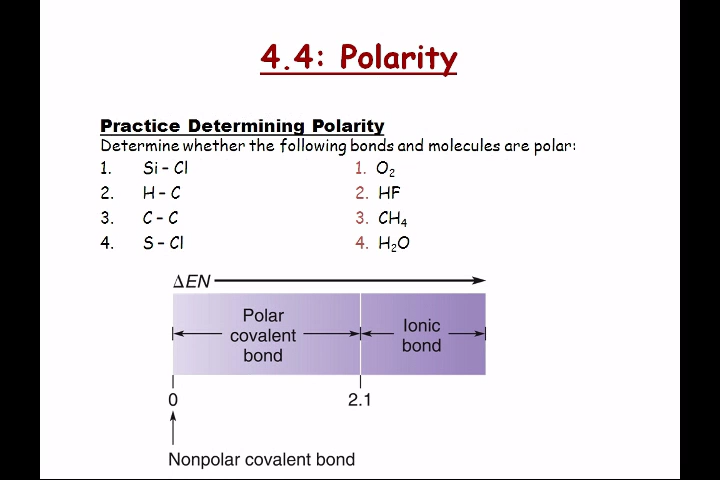 4.4: Polarity
Practice Determining Polarity
Determine whether the following bonds and molecules are polar:
1. Si – Cl
2. H – C
3. C – C
4. S – Cl
1. O₂
2. HF
3. CH₄
4. H₂O
ΔEN
Polar
covalent
bond
Ionic
bond
0
2.1
Nonpolar covalent bond